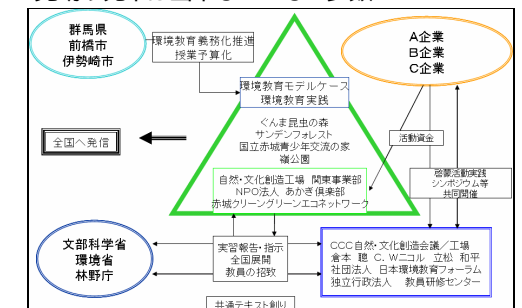 群馬県
前橋市
伊勢崎市
環境教育義務化推進
授業予算化
A企業
B企業
C企業
環境教育モデルケース
環境教育実践
ぐんま昆虫の森
サンデンフォレスト
国立赤城青少年交流の家
嶺公園
全国へ発信
活動資金
啓蒙活動実践
シンポジウム等
共同開催
自然・文化創造工場 関東事業部
NPO法人 あかぎ倶楽部
赤城クリーングリーンエコネットワーク
文部科学省
環境省
林野庁
実習報告・指示
全国展開
教員の招致
CCC自然・文化創造会議／工場
倉本 聰 C.Wニコル 立松 和平
社団法人 日本環境教育フォーラム
独立行政法人 教員研修センター
共通テキスト創り